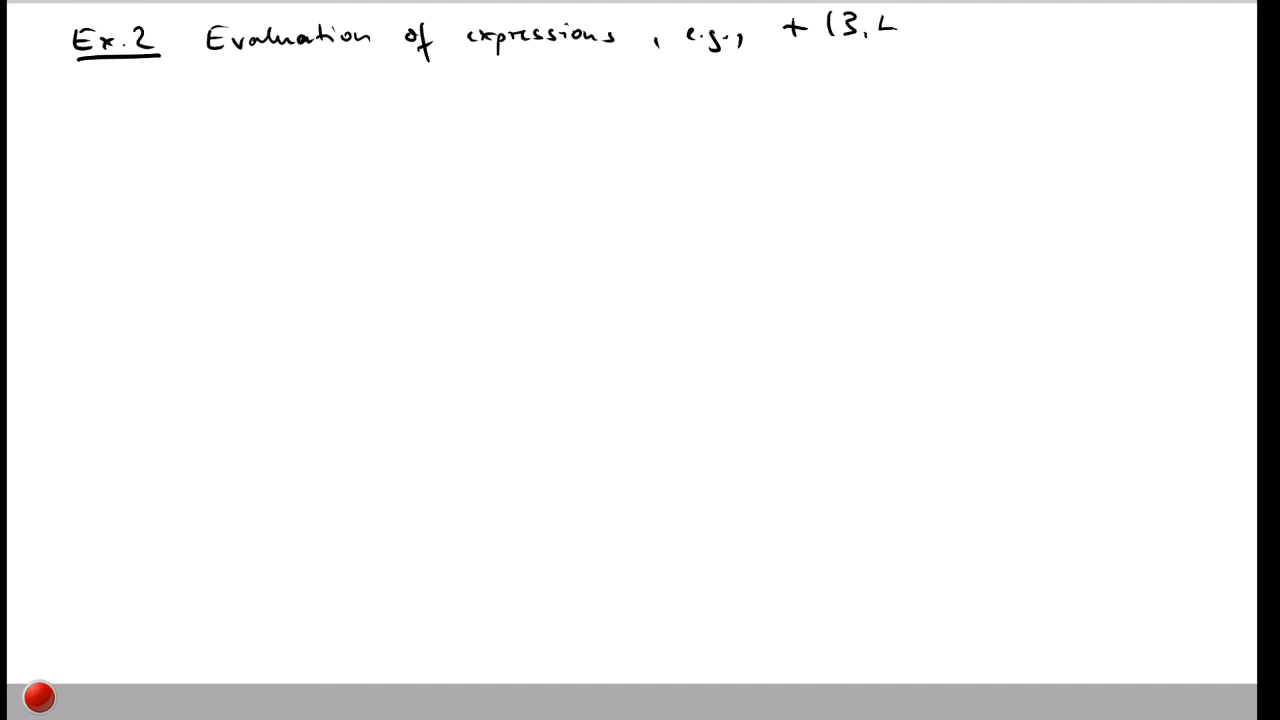 Ex. 2 Evaluation of expressions, e.g., + (3,